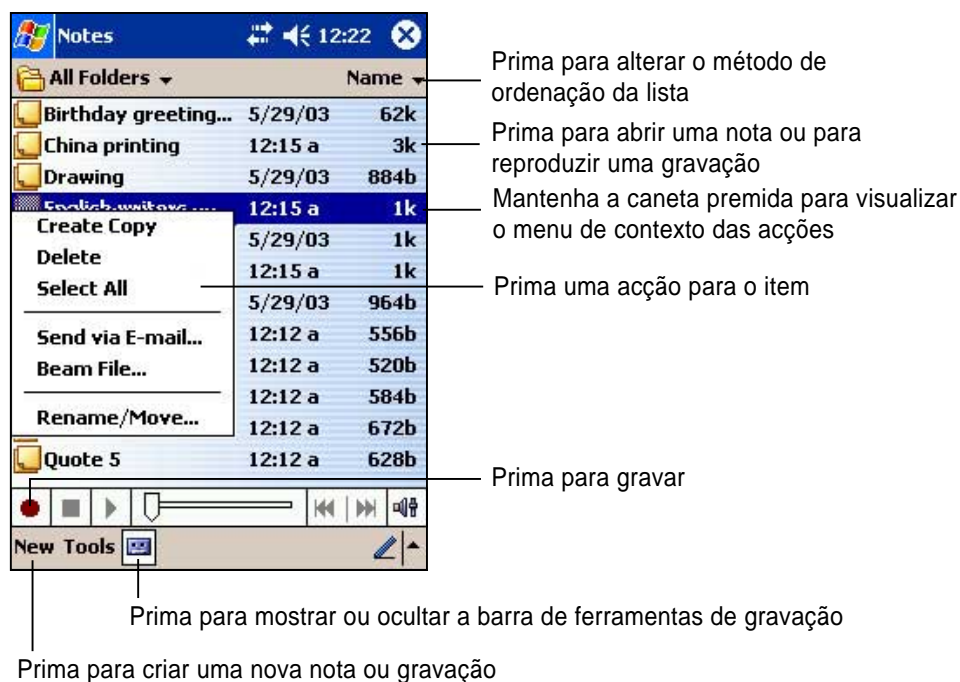 Notes 12:22
All Folders Name
Birthday greeting... 5/29/03 62k
China printing 12:15 a 3k
Drawing 5/29/03 884b
12:15 a 1k
5/29/03 1k
12:15 a 1k
5/29/03 964b
12:12 a 556b
12:12 a 520b
12:12 a 584b
12:12 a 672b
Quote 5 12:12 a 628b
Create Copy
Delete
Select All
Send via E-mail...
Beam File...
Rename/Move...
New Tools
Prima para alterar o método de
ordenação da lista
Prima para abrir uma nota ou para
reproduzir uma gravação
Mantenha a caneta premida para visualizar
o menu de contexto das acções
Prima uma acção para o item
Prima para gravar
Prima para mostrar ou ocultar a barra de ferramentas de gravação
Prima para criar uma nova nota ou gravação